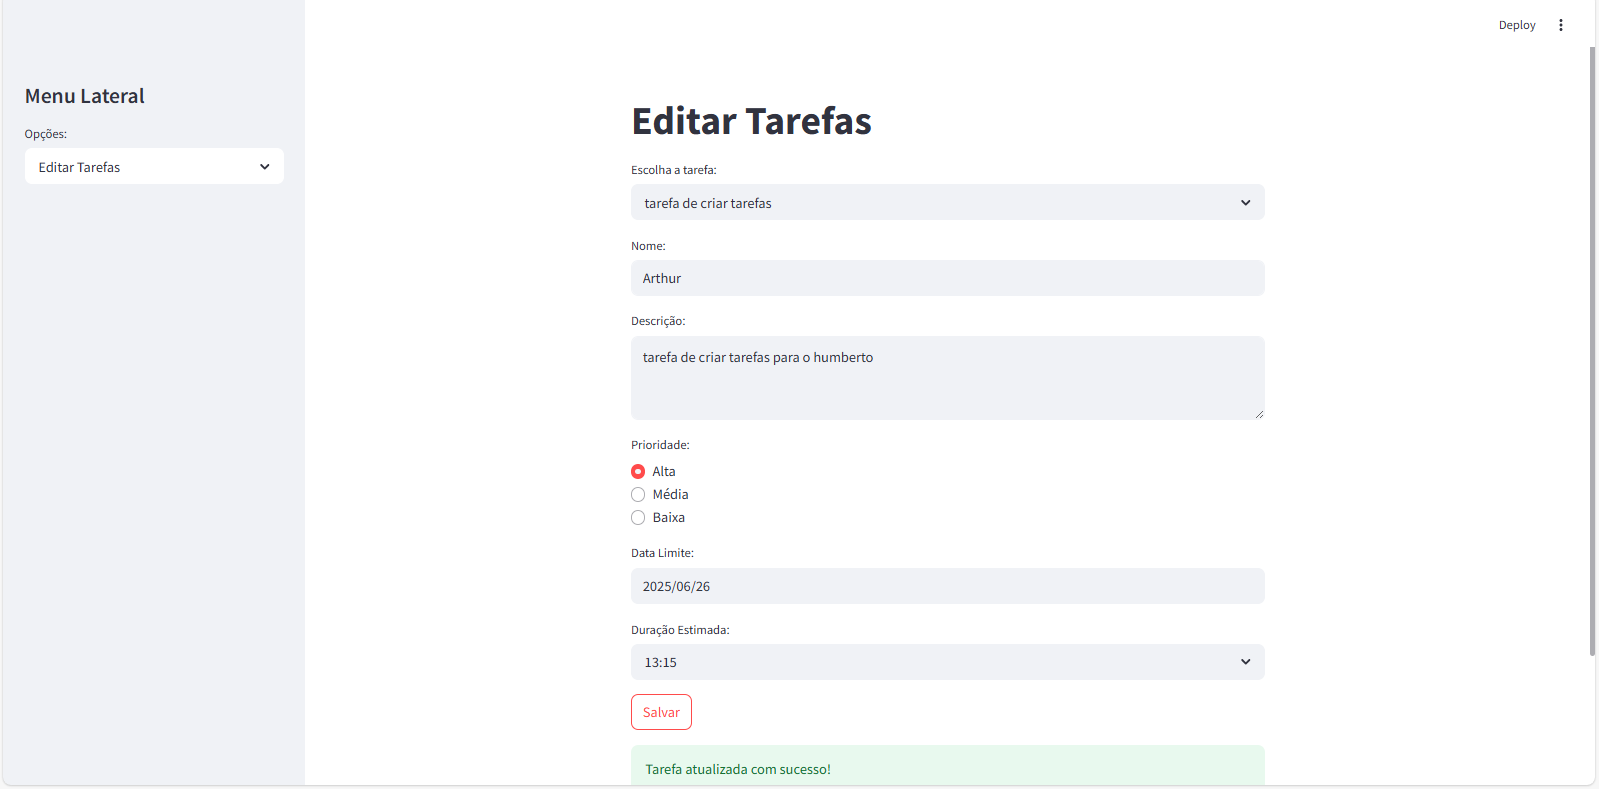 Deploy
Menu Lateral
Opções:
Editar Tarefas
Editar Tarefas
Escolha a tarefa:
tarefa de criar tarefas
Nome:
Arthur
Descrição:
tarefa de criar tarefas para o humberto
Prioridade:
Alta
Média
Baixa
Data Limite:
2025/06/26
Duração Estimada:
13:15
Salvar
Tarefa atualizada com sucesso!